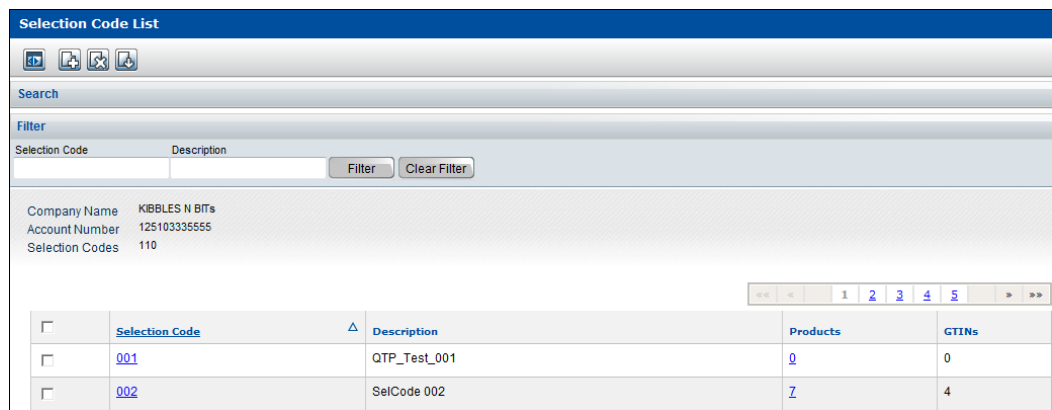 Selection Code List
Search
Filter
Selection Code Description
Filter Clear Filter
Company Name KIBBLES N BITs
Account Number 125103335555
Selection Codes 110
<< < 1 2 3 4 5 > >>
Selection Code Description Products GTINs
001 QTP_Test_001 0 0
002 SelCode 002 7 4